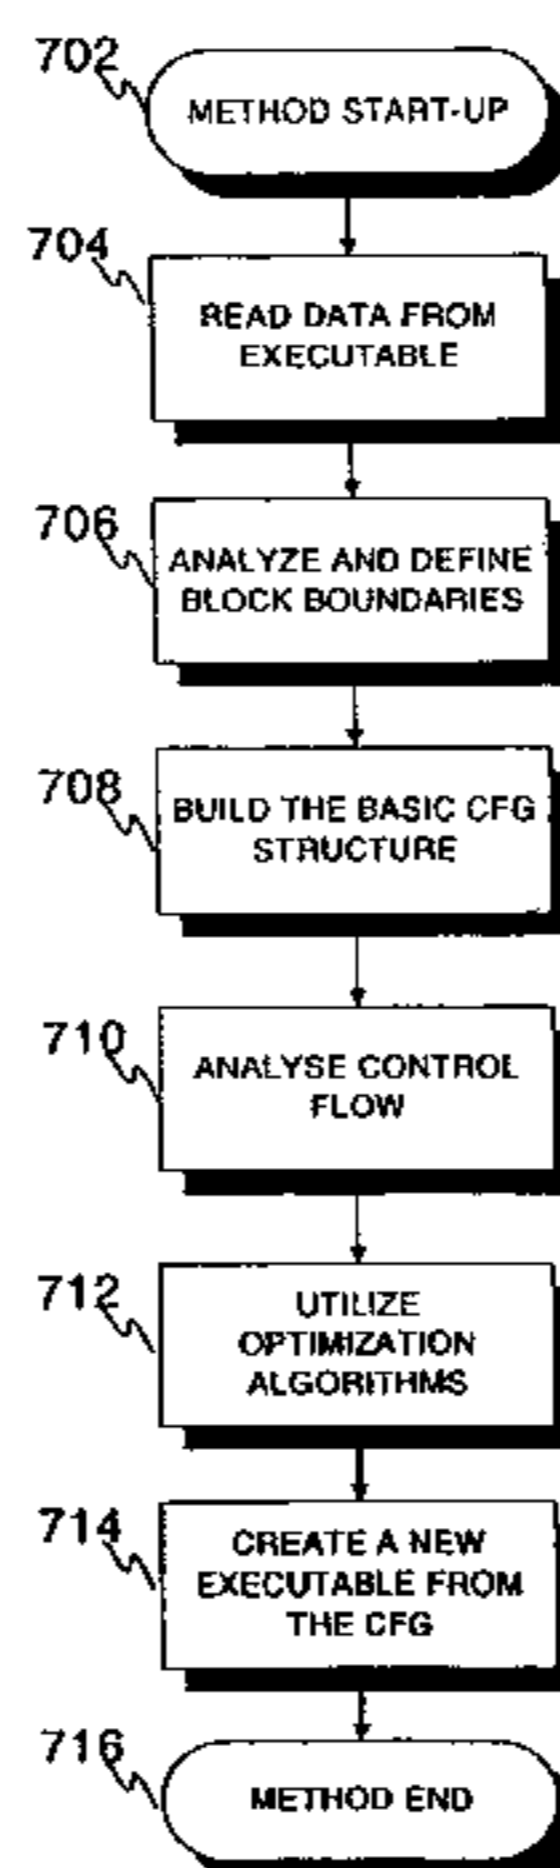 702
METHOD START-UP
704
READ DATA FROM
EXECUTABLE
706
ANALYZE AND DEFINE
BLOCK BOUNDARIES
708
BUILD THE BASIC CFG
STRUCTURE
710
ANALYSE CONTROL
FLOW
712
UTILIZE
OPTIMIZATION
ALGORITHMS
714
CREATE A NEW
EXECUTABLE FROM
THE CFG
716
METHOD END